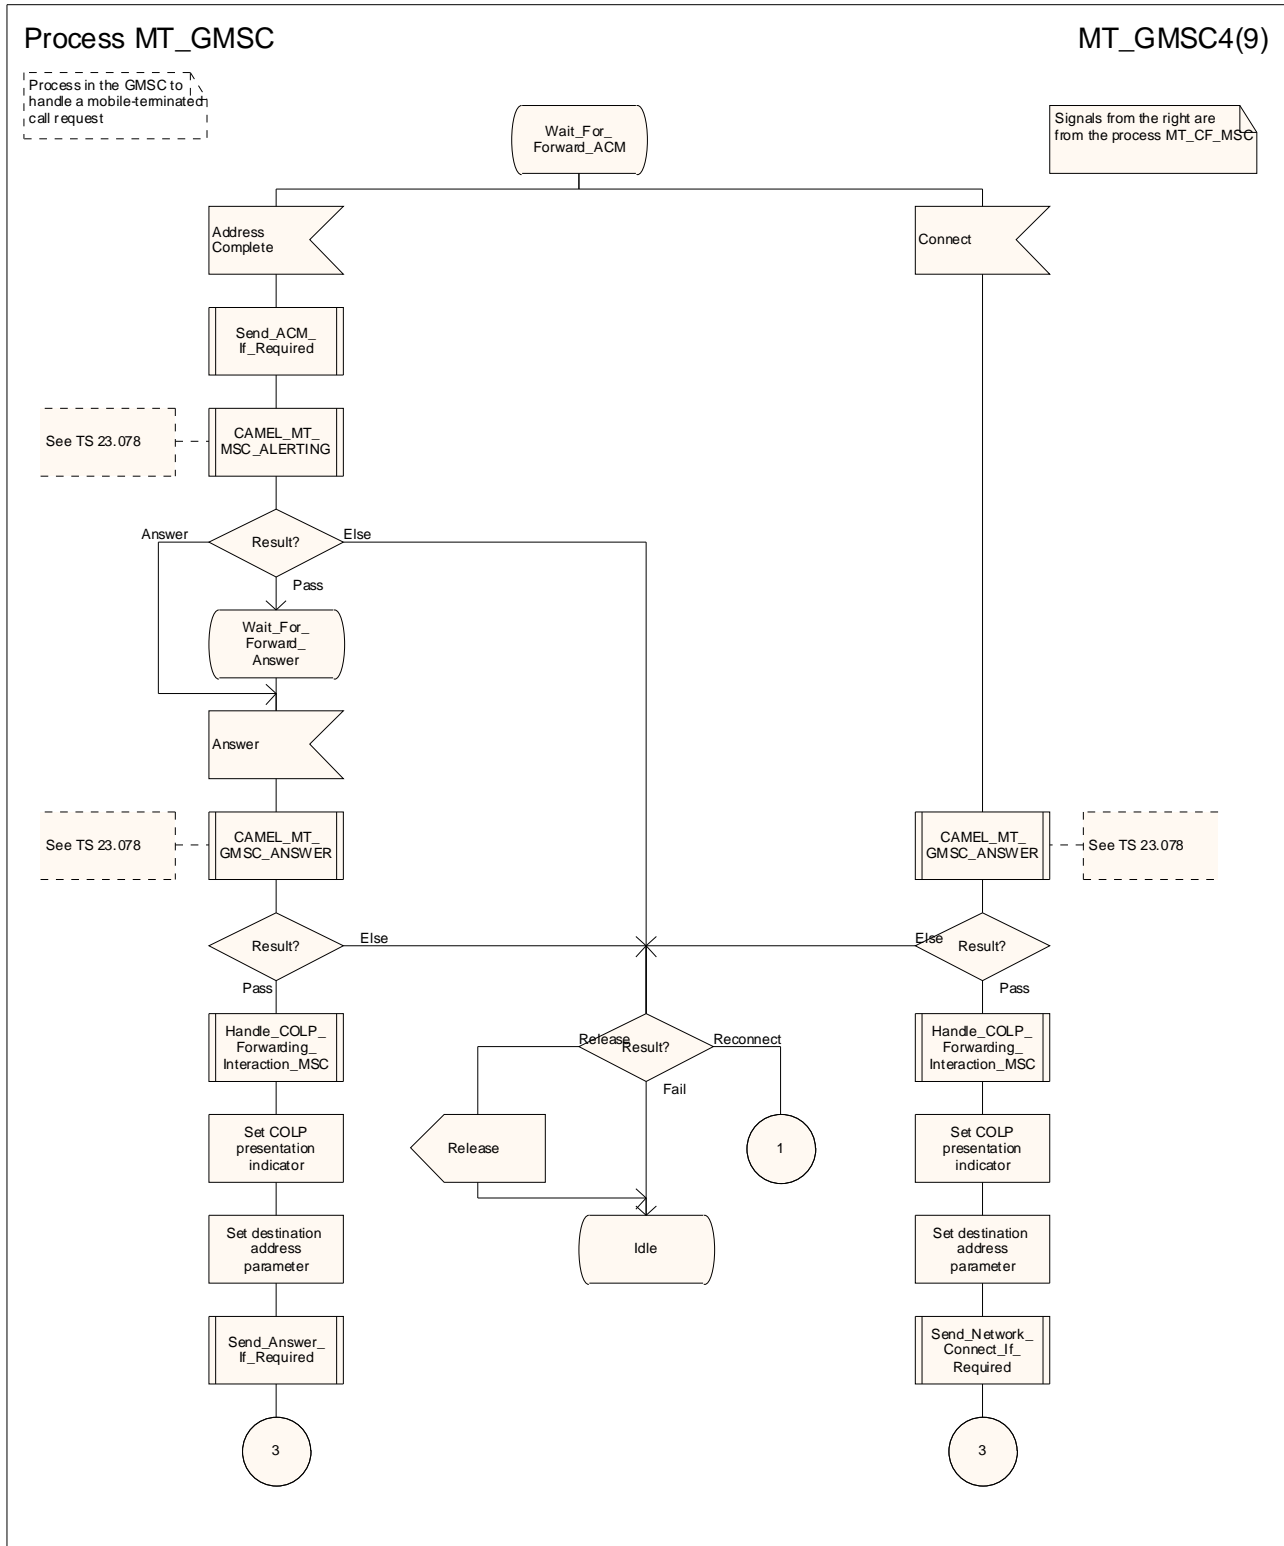 Process MT_GMSC
MT_GMSC4(9)
Process in the GMSC to
handle a mobile-terminated
call request
Signals from the right are
from the process MT_CF_MSC
Wait_For_
Forward_ACM
Address
Complete
Connect
Send_ACM_
If_Required
See TS 23.078
CAMEL_MT_
MSC_ALERTING
Answer
Result?
Else
Pass
Wait_For_
Forward_
Answer
Answer
See TS 23.078
CAMEL_MT_
GMSC_ANSWER
CAMEL_MT_
GMSC_ANSWER
See TS 23.078
Result?
Else
Else
Result?
Pass
Pass
Handle_COLP_
Forwarding_
Interaction_MSC
Release
Result?
Reconnect
Fail
Handle_COLP_
Forwarding_
Interaction_MSC
Set COLP
presentation
indicator
Release
1
Set COLP
presentation
indicator
Set destination
address
parameter
Idle
Set destination
address
parameter
Send_Answer_
If_Required
Send_Network_
Connect_If_
Required
3
3